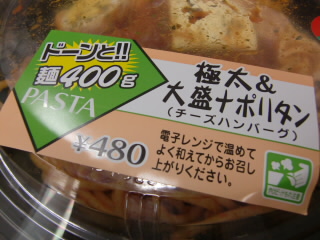 ドーンと!!
麺400g
PASTA
極太&
大盛ナポリタン
(チーズハンバーグ)
¥480
電子レンジで温めて
よく和えてからお召し
上がりください。